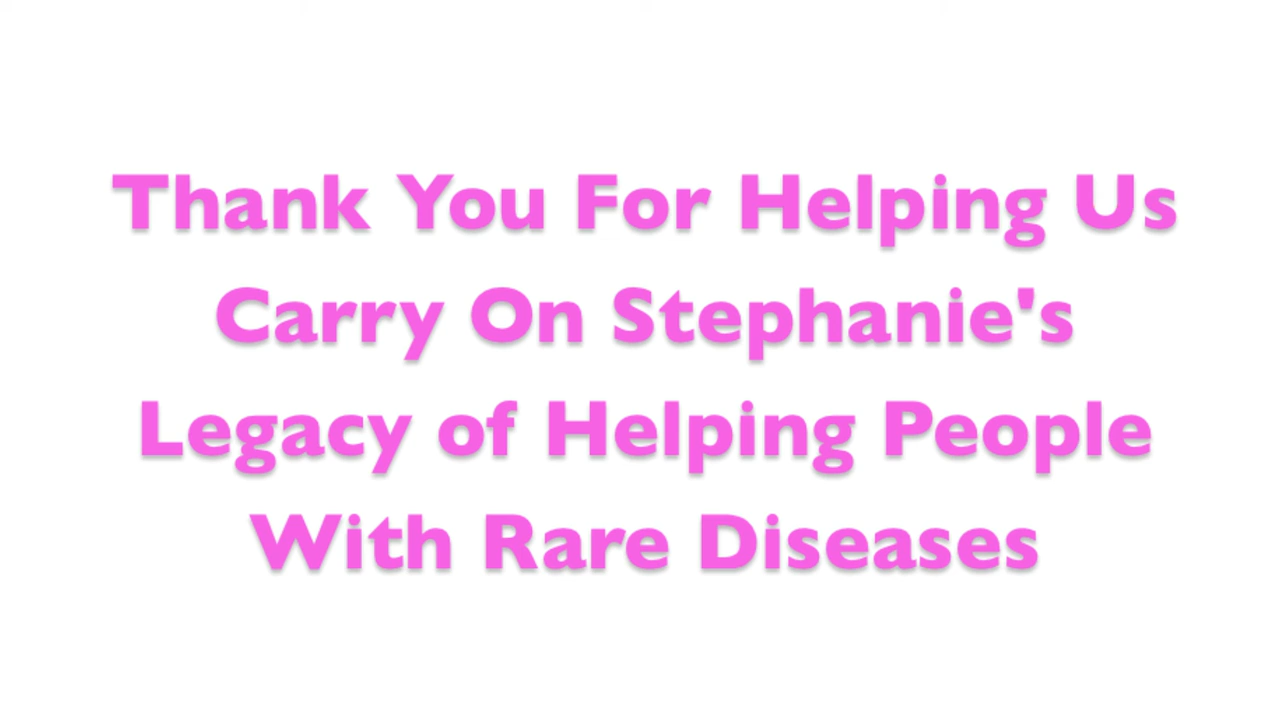 Thank You For Helping Us
Carry On Stephanie's
Legacy of Helping People
With Rare Diseases